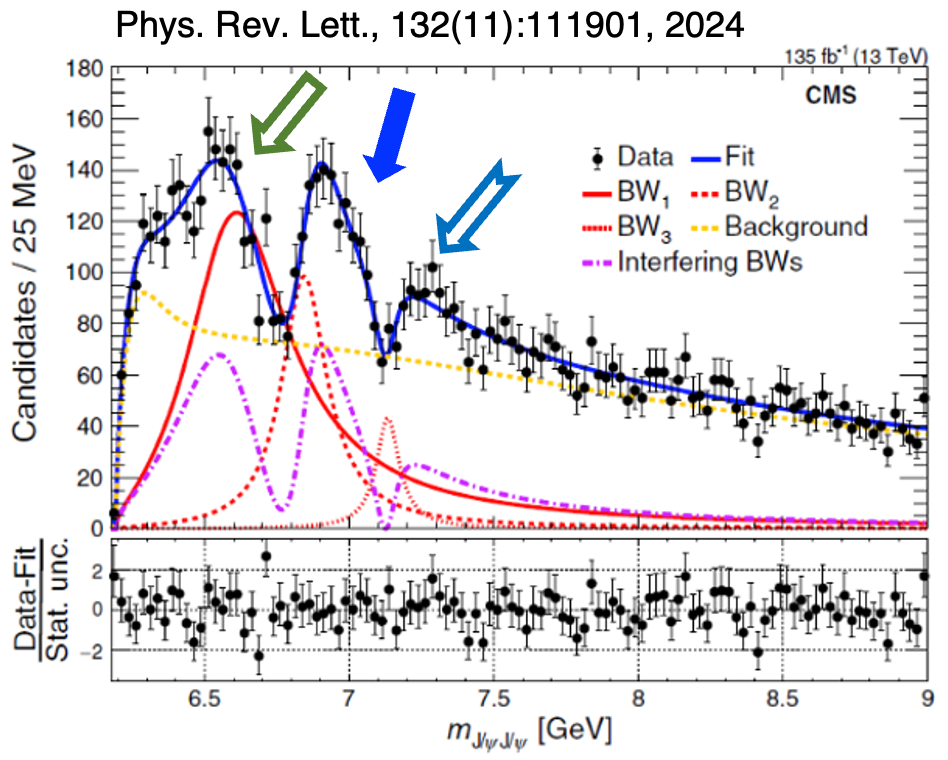 Phys. Rev. Lett., 132(11):111901, 2024
135 fb⁻¹ (13 TeV)
CMS
Candidates / 25 MeV
180
160
140
120
100
80
60
40
20
0
Data
Fit
BW₁
BW₂
BW₃
Background
Interfering BWs
Data-Fit
Stat. unc.
2
0
−2
6.5 7 7.5 8 8.5 9
m_J/ψJ/ψ [GeV]